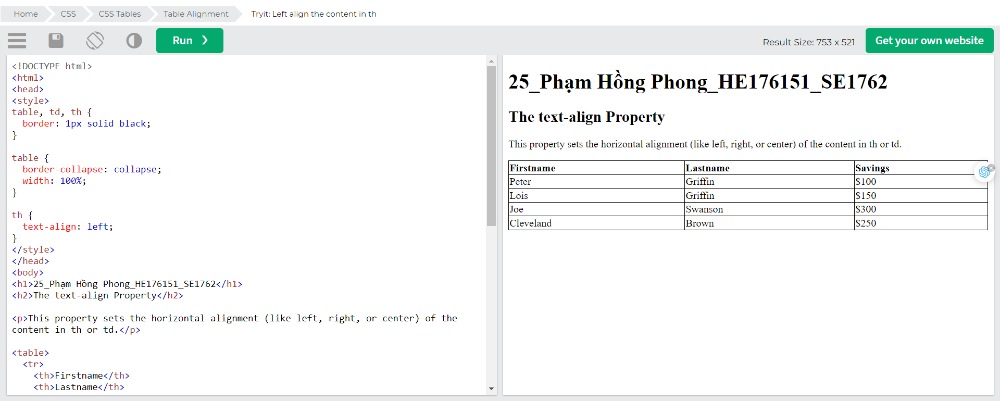 Home CSS CSS Tables Table Alignment Tryit: Left align the content in th
Run ❯ Result Size: 753 x 521 Get your own website
<!DOCTYPE html>
<html>
<head>
<style>
table, td, th {
  border: 1px solid black;
}

table {
  border-collapse: collapse;
  width: 100%;
}

th {
  text-align: left;
}
</style>
</head>
<body>
<h1>25_Phạm Hồng Phong_HE176151_SE1762</h1>
<h2>The text-align Property</h2>

<p>This property sets the horizontal alignment (like left, right, or center) of the
content in th or td.</p>

<table>
  <tr>
    <th>Firstname</th>
    <th>Lastname</th>
25_Phạm Hồng Phong_HE176151_SE1762
The text-align Property
This property sets the horizontal alignment (like left, right, or center) of the content in th or td.
Firstname Lastname Savings
Peter Griffin $100
Lois Griffin $150
Joe Swanson $300
Cleveland Brown $250